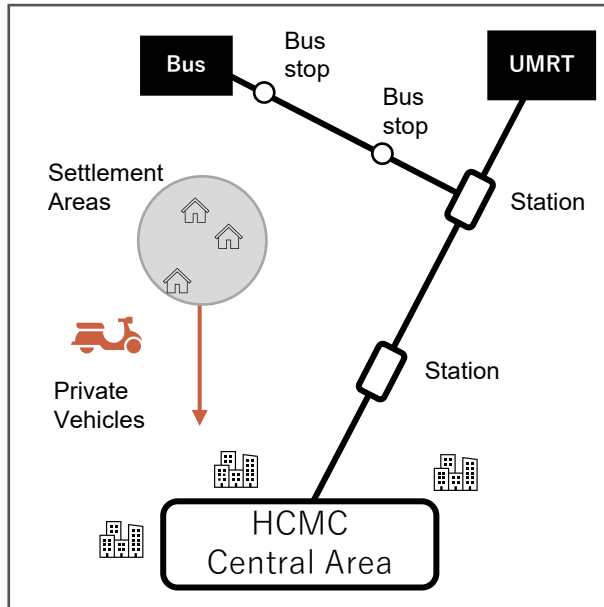 Bus
Bus
stop
UMRT
Bus
stop
Settlement
Areas
Station
Private
Vehicles
Station
HCMC
Central Area